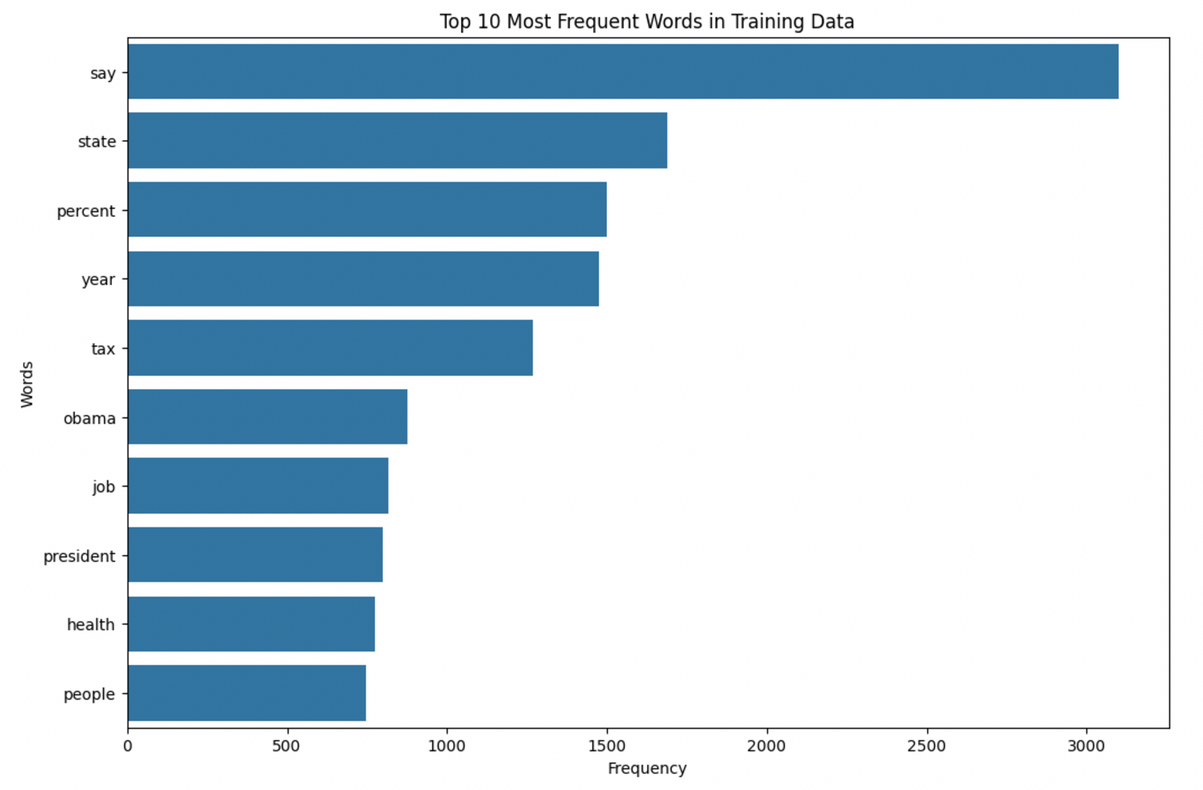 Top 10 Most Frequent Words in Training Data
Words
say
state
percent
year
tax
obama
job
president
health
people
0 500 1000 1500 2000 2500 3000
Frequency